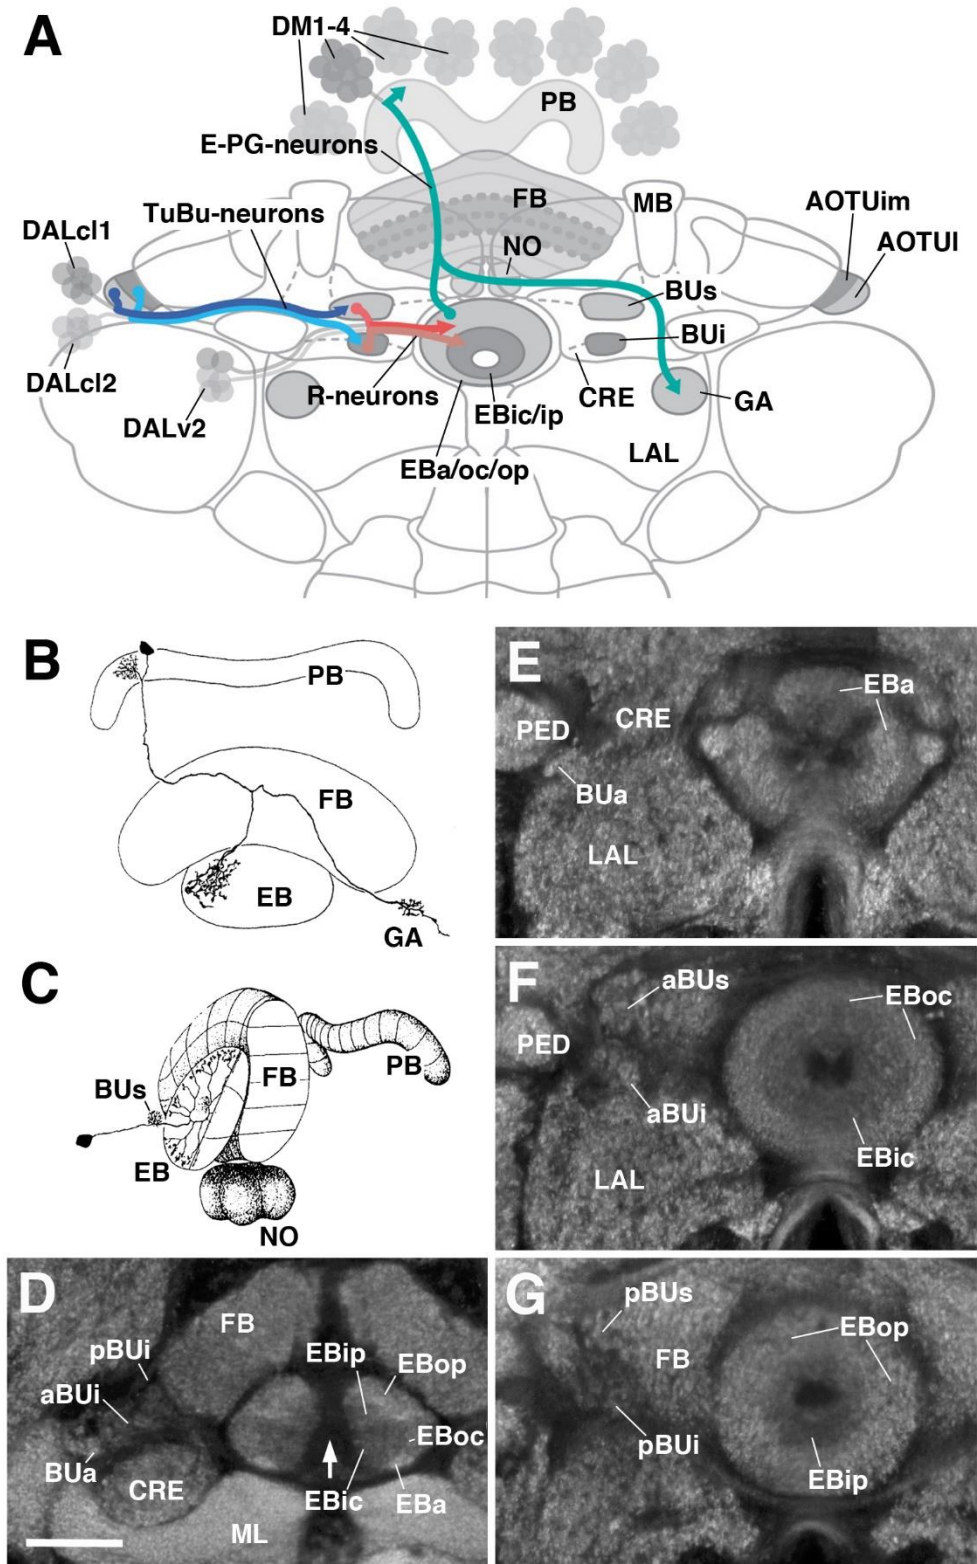 A
DM1-4
PB
E-PG-neurons
FB
MB
AOTUim
TuBu-neurons
DALcl1
NO
AOTUl
BUs
BUi
DALcl2
R-neurons
CRE
GA
EBic/ip
DALv2
LAL
EBa/oc/op
B
PB
FB
EB
GA
C
BUs
FB
PB
EB
NO
D
FB
pBUi
EBip
EBop
aBUi
EBoc
BUa
CRE
EBic
EBa
ML
E
EBa
CRE
PED
BUa
LAL
F
aBUs
EBoc
PED
aBUi
EBic
LAL
G
pBUs
EBop
FB
pBUi
EBip